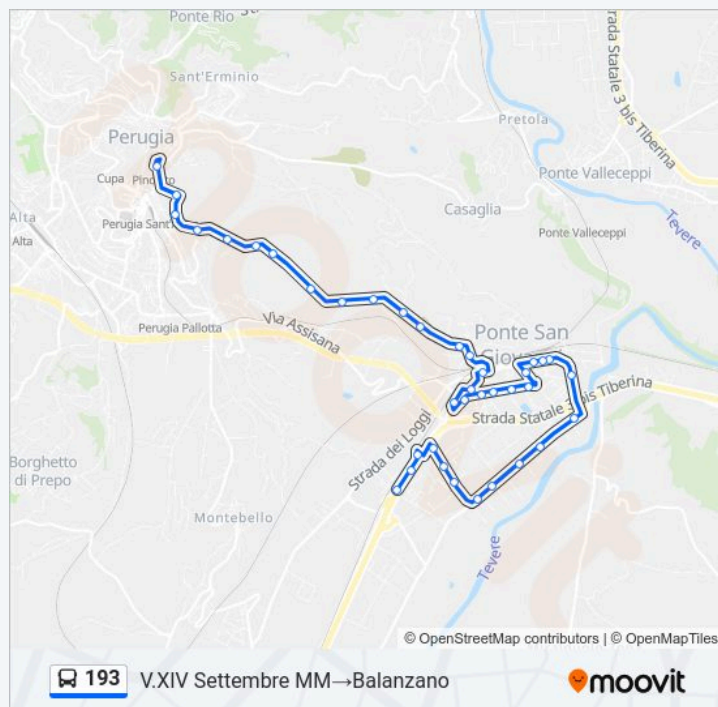 Ponte Rio
Sant'Erminio
Strada Statale 3 bis Tiberina
Pretola
Perugia
Ponte Valleceppi
Cupa
Casaglia
Tevere
Alta
Perugia Sant'
Alta
Ponte Valleceppi
Via Assisana
Ponte San
Perugia Pallotta
Strada Statale 3 bis Tiberina
Strada dei Loggi
Borghetto
di Prepo
Montebello
Tevere
© OpenStreetMap contributors | © OpenMapTiles
193 V.XIV Settembre MM→Balanzano
moovit